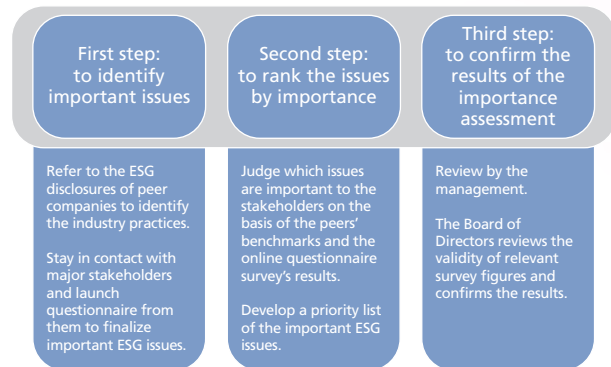 First step:
to identify
important issues
Second step:
to rank the issues
by importance
Third step:
to confirm the
results of the
importance
assessment
Refer to the ESG
disclosures of peer
companies to identify
the industry practices.
Stay in contact with
major stakeholders
and launch
questionnaire from
them to finalize
important ESG issues.
Judge which issues
are important to the
stakeholders on the
basis of the peers’
benchmarks and the
online questionnaire
survey’s results.
Develop a priority list
of the important ESG
issues.
Review by the
management.
The Board of
Directors reviews the
validity of relevant
survey figures and
confirms the results.